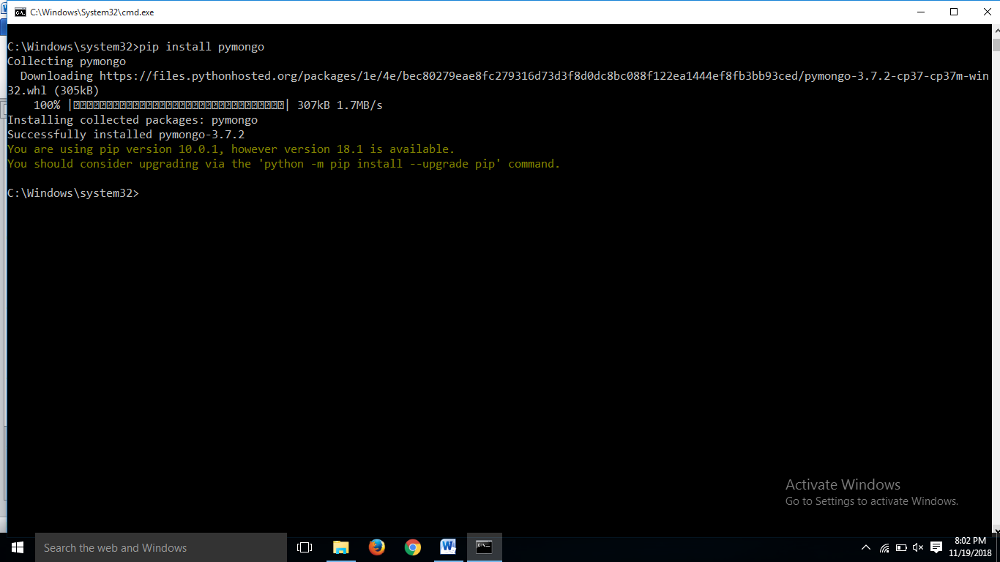 C:\Windows\System32\cmd.exe
C:\Windows\system32>pip install pymongo
Collecting pymongo
  Downloading https://files.pythonhosted.org/packages/1e/4e/bec80279eae8fc279316d73d3f8d0dc8bc088f122ea1444ef8fb3bb93ced/pymongo-3.7.2-cp37-cp37m-win
32.whl (305kB)
    100% |████████████████████████████████| 307kB 1.7MB/s
Installing collected packages: pymongo
Successfully installed pymongo-3.7.2
You are using pip version 10.0.1, however version 18.1 is available.
You should consider upgrading via the 'python -m pip install --upgrade pip' command.
C:\Windows\system32>
Activate Windows
Go to Settings to activate Windows.
Search the web and Windows
8:02 PM
11/19/2018